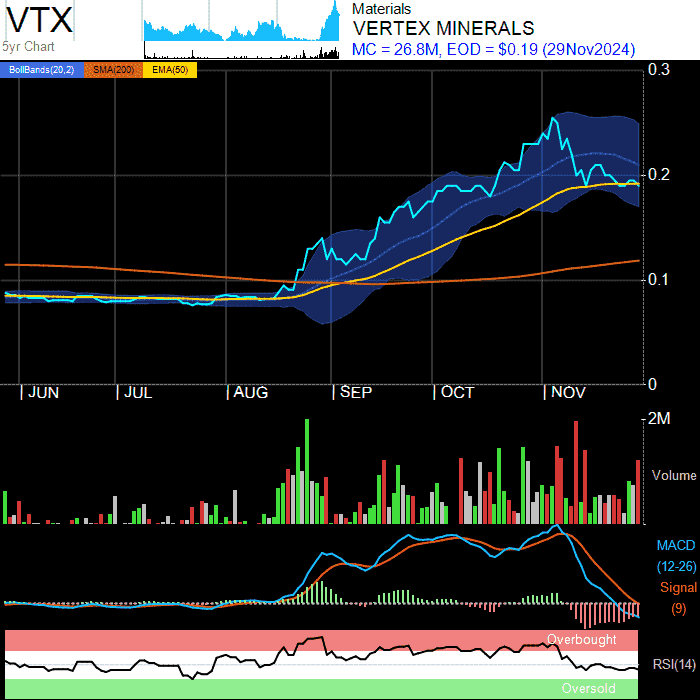 VTX
5yr Chart
Materials
VERTEX MINERALS
MC = 26.8M, EOD = $0.19 (29Nov2024)
BollBands(20,2) SMA(200) EMA(50)
0.3
0.2
0.1
0
JUN JUL AUG SEP OCT NOV
2M
Volume
MACD
(12-26)
Signal
(9)
Overbought
RSI(14)
Oversold